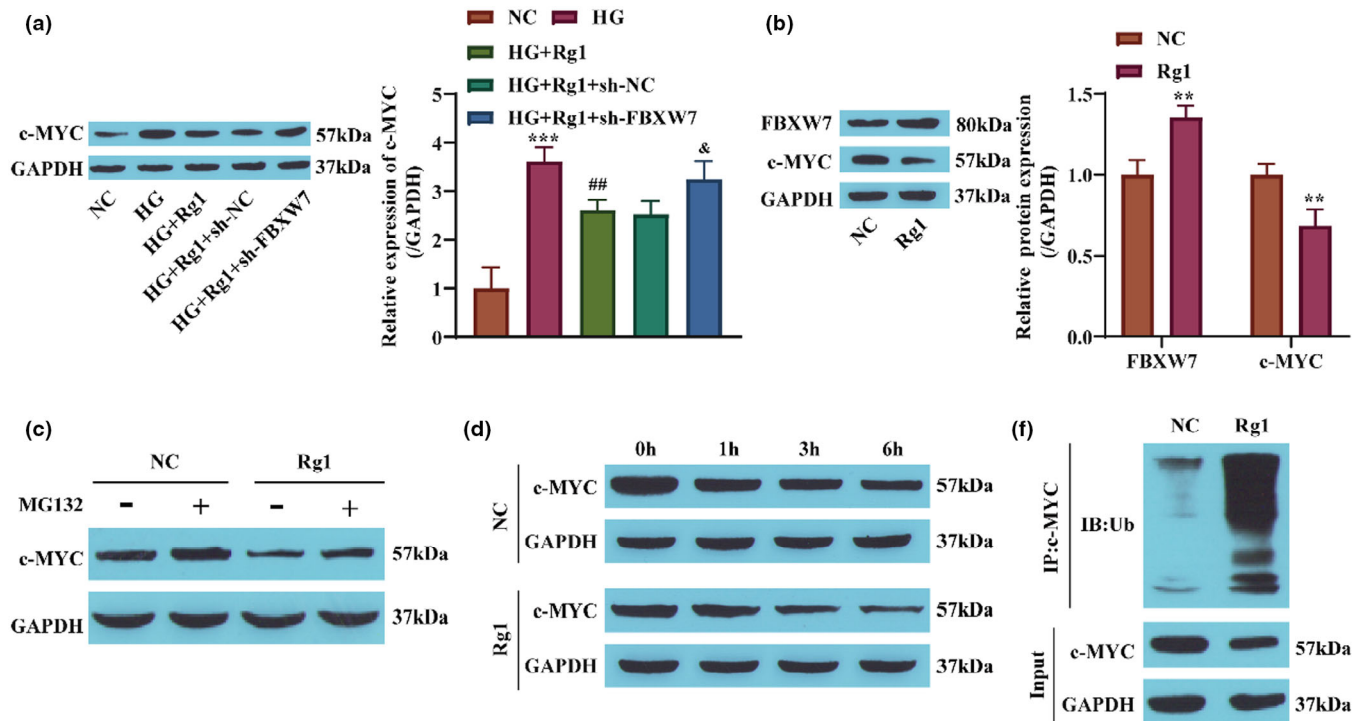 (a)
NC HG
HG+Rg1
HG+Rg1+sh-NC
HG+Rg1+sh-FBXW7
c-MYC 57kDa
GAPDH 37kDa
NC HG HG+Rg1 HG+Rg1+sh-NC HG+Rg1+sh-FBXW7
Relative expression of c-MYC
(/GAPDH)
5
4
3
2
1
0
***
##
&
(b)
FBXW7 80kDa
c-MYC 57kDa
GAPDH 37kDa
NC Rg1
NC
Rg1
Relative protein expression
(/GAPDH)
1.5
1.0
0.5
0.0
**
**
FBXW7 c-MYC
(c)
NC Rg1
MG132 - + - +
c-MYC 57kDa
GAPDH 37kDa
(d)
0h 1h 3h 6h
NC
c-MYC 57kDa
GAPDH 37kDa
Rg1
c-MYC 57kDa
GAPDH 37kDa
(f)
NC Rg1
IP:c-MYC
IB:Ub
Input
c-MYC 57kDa
GAPDH 37kDa